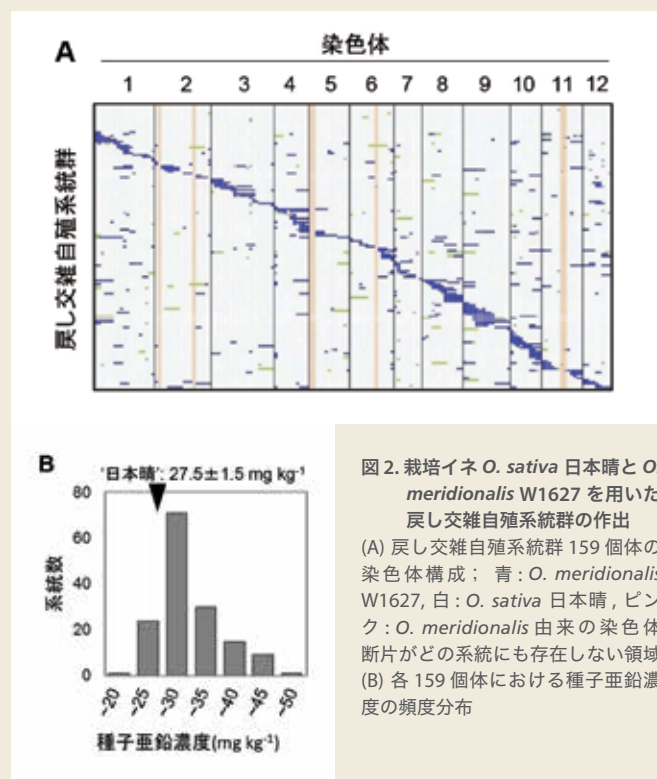 A
染色体
1 2 3 4 5 6 7 8 9 10 11 12
戻し交雑自殖系統群
B
'日本晴': 27.5±1.5 mg kg⁻¹
80
60
40
20
0
系統数
~20 ~25 ~30 ~35 ~40 ~45 ~50
種子亜鉛濃度(mg kg⁻¹)
図 2. 栽培イネ O. sativa 日本晴と O.
meridionalis W1627 を用いた
戻し交雑自殖系統群の作出
(A) 戻し交雑自殖系統群 159 個体の
染色体構成； 青 : O. meridionalis
W1627, 白 : O. sativa 日本晴 , ピン
ク : O. meridionalis 由来の染色体
断片がどの系統にも存在しない領域
(B) 各 159 個体における種子亜鉛濃
度の頻度分布